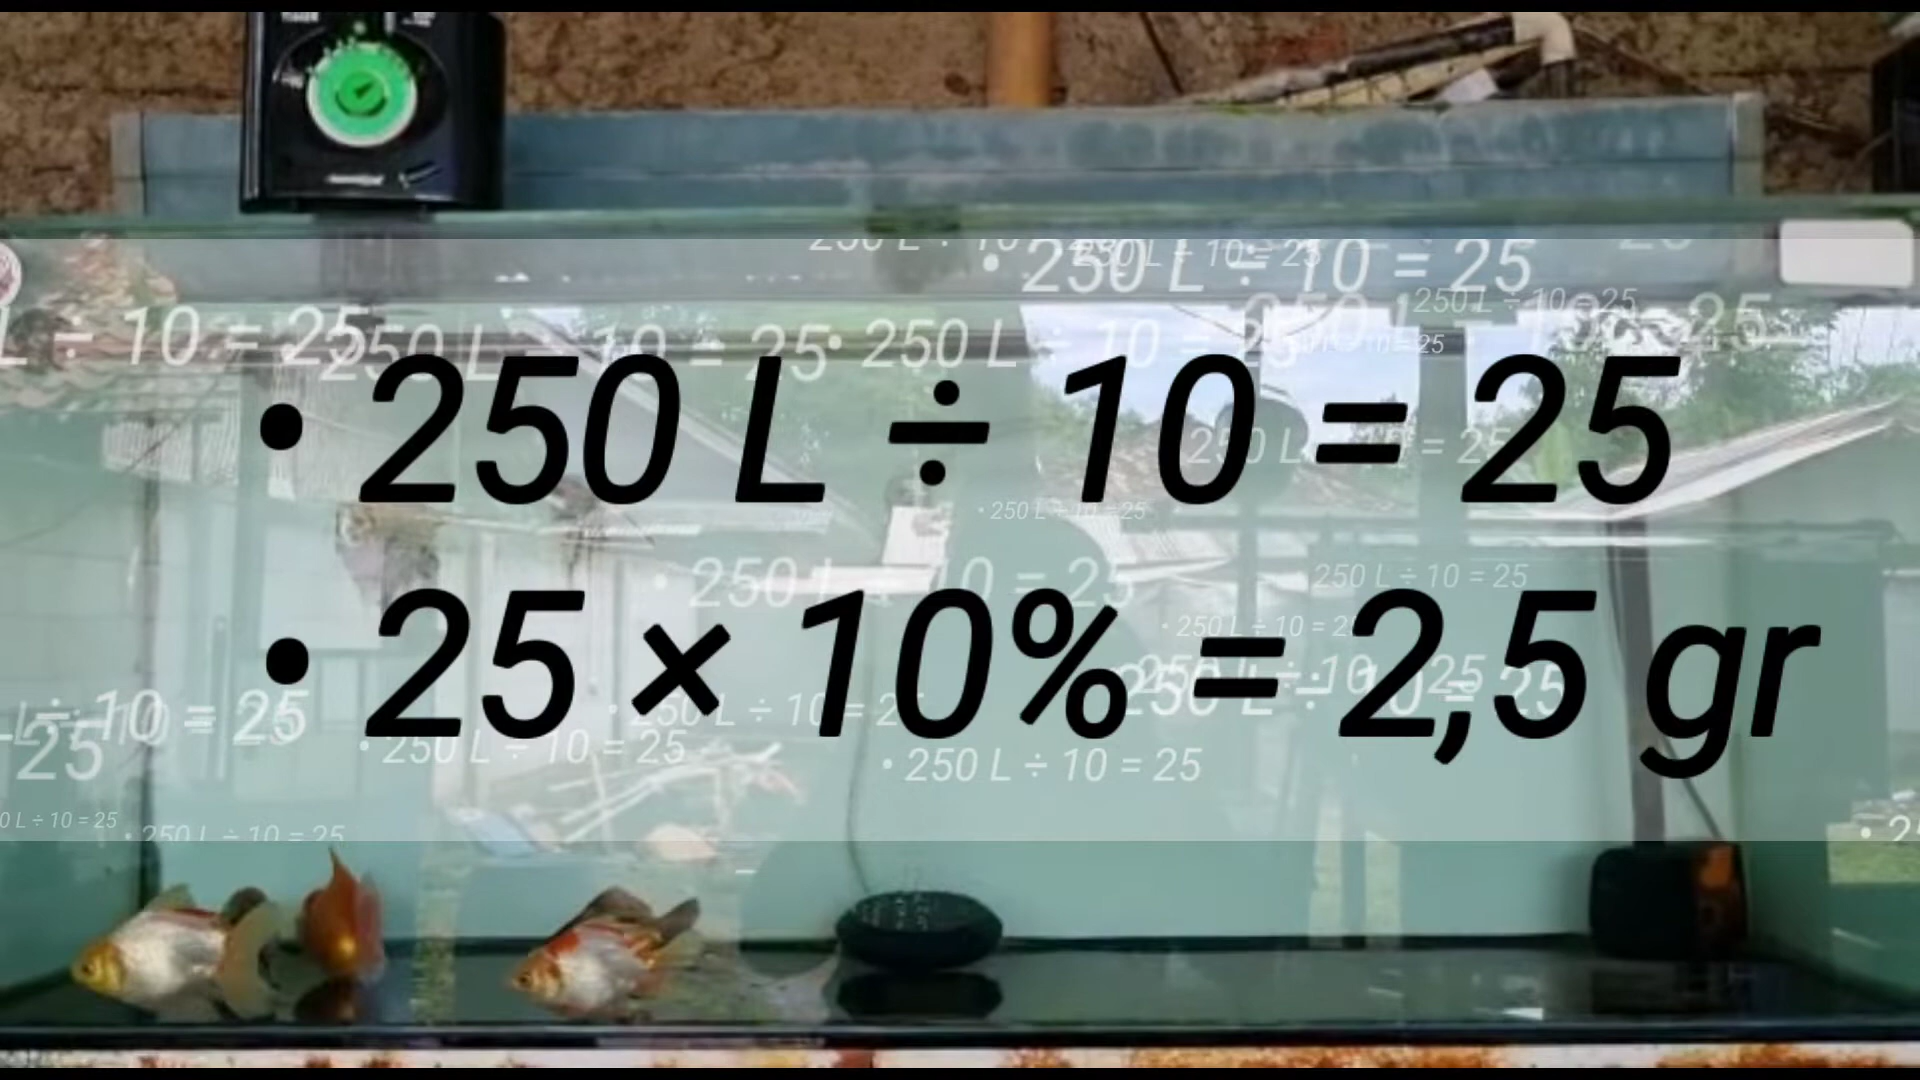 • 250 L ÷ 10 = 25
• 25 × 10% = 2,5 gr